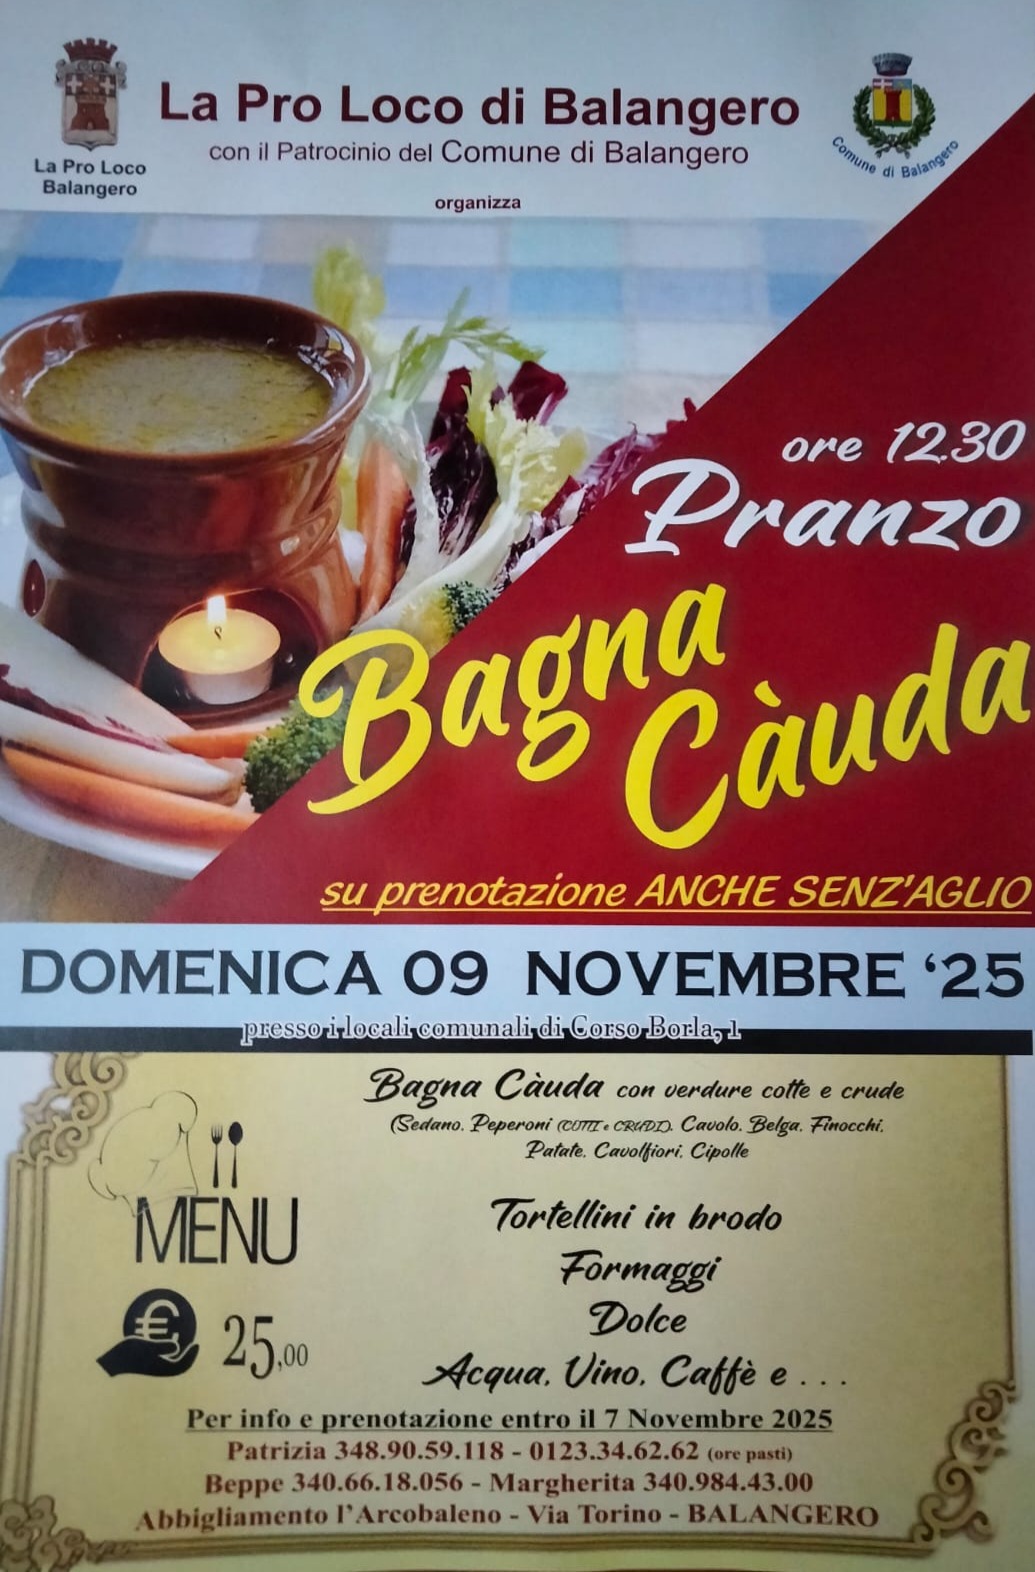 La Pro Loco di Balangero
con il Patrocinio del Comune di Balangero
La Pro Loco
Balangero
Comune di Balangero
organizza
ore 12.30
Pranzo
Bagna
Càuda
su prenotazione ANCHE SENZ'AGLIO
DOMENICA 09 NOVEMBRE '25
presso i locali comunali di Corso Borla, 1
Bagna Càuda con verdure cotte e crude
(Sedano, Peperoni (COTTI e CRUDI), Cavolo, Belga, Finocchi,
Patate, Cavolfiori, Cipolle
MENU
Tortellini in brodo
Formaggi
Dolce
€ 25,00
Acqua, Vino, Caffè e . . .
Per info e prenotazione entro il 7 Novembre 2025
Patrizia 348.90.59.118 - 0123.34.62.62 (ore pasti)
Beppe 340.66.18.056 - Margherita 340.984.43.00
Abbigliamento l'Arcobaleno - Via Torino - BALANGERO